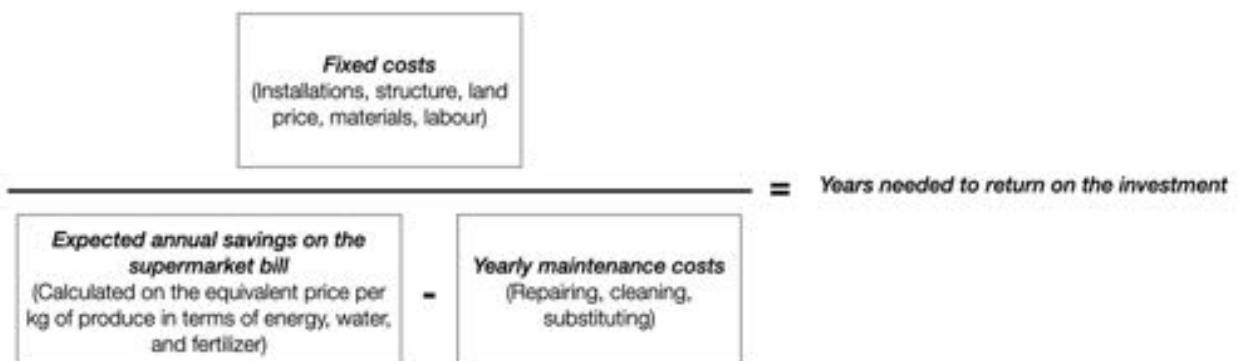 Fixed costs
(Installations, structure, land
price, materials, labour)
= Years needed to return on the investment
Expected annual savings on the
supermarket bill
(Calculated on the equivalent price per
kg of produce in terms of energy, water,
and fertilizer)
-
Yearly maintenance costs
(Repairing, cleaning,
substituting)